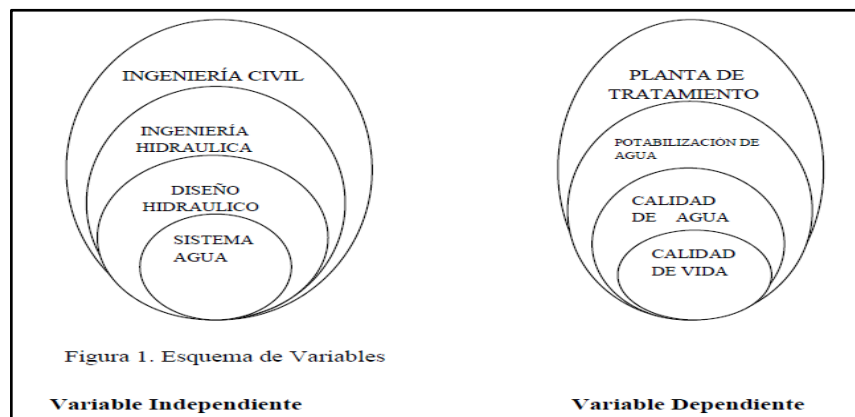 INGENIERÍA CIVIL
INGENIERÍA
HIDRAULICA
DISEÑO
HIDRAULICO
SISTEMA
AGUA
PLANTA DE
TRATAMIENTO
POTABILIZACIÓN DE
AGUA
CALIDAD
DE AGUA
CALIDAD
DE VIDA
Figura 1. Esquema de Variables
Variable Independiente
Variable Dependiente